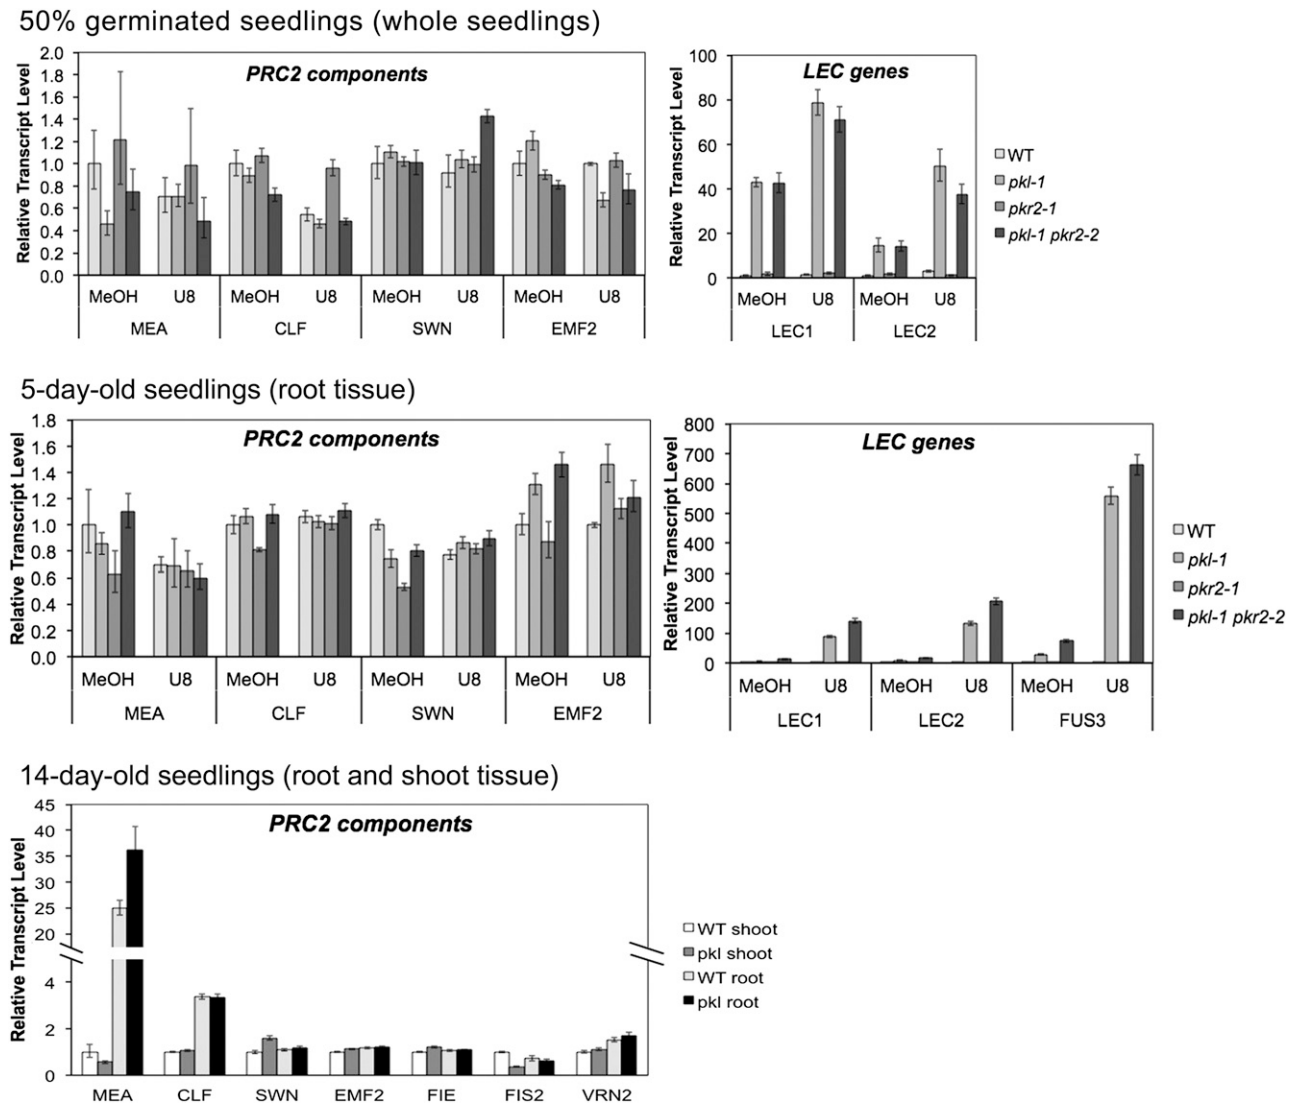 50% germinated seedlings (whole seedlings)
Relative Transcript Level
2.0
1.8
1.6
1.4
1.2
1.0
0.8
0.6
0.4
0.2
0.0
PRC2 components
MeOH U8 MeOH U8 MeOH U8 MeOH U8
MEA CLF SWN EMF2
Relative Transcript Level
100
80
60
40
20
0
LEC genes
MeOH U8 MeOH U8
LEC1 LEC2
WT
pkl-1
pkr2-1
pkl-1 pkr2-2
5-day-old seedlings (root tissue)
Relative Transcript Level
1.8
1.6
1.4
1.2
1.0
0.8
0.6
0.4
0.2
0.0
PRC2 components
MeOH U8 MeOH U8 MeOH U8 MeOH U8
MEA CLF SWN EMF2
Relative Transcript Level
800
700
600
500
400
300
200
100
0
LEC genes
MeOH U8 MeOH U8 MeOH U8
LEC1 LEC2 FUS3
WT
pkl-1
pkr2-1
pkl-1 pkr2-2
14-day-old seedlings (root and shoot tissue)
Relative Transcript Level
45
40
35
30
25
20
4
2
0
PRC2 components
MEA CLF SWN EMF2 FIE FIS2 VRN2
WT shoot
pkl shoot
WT root
pkl root